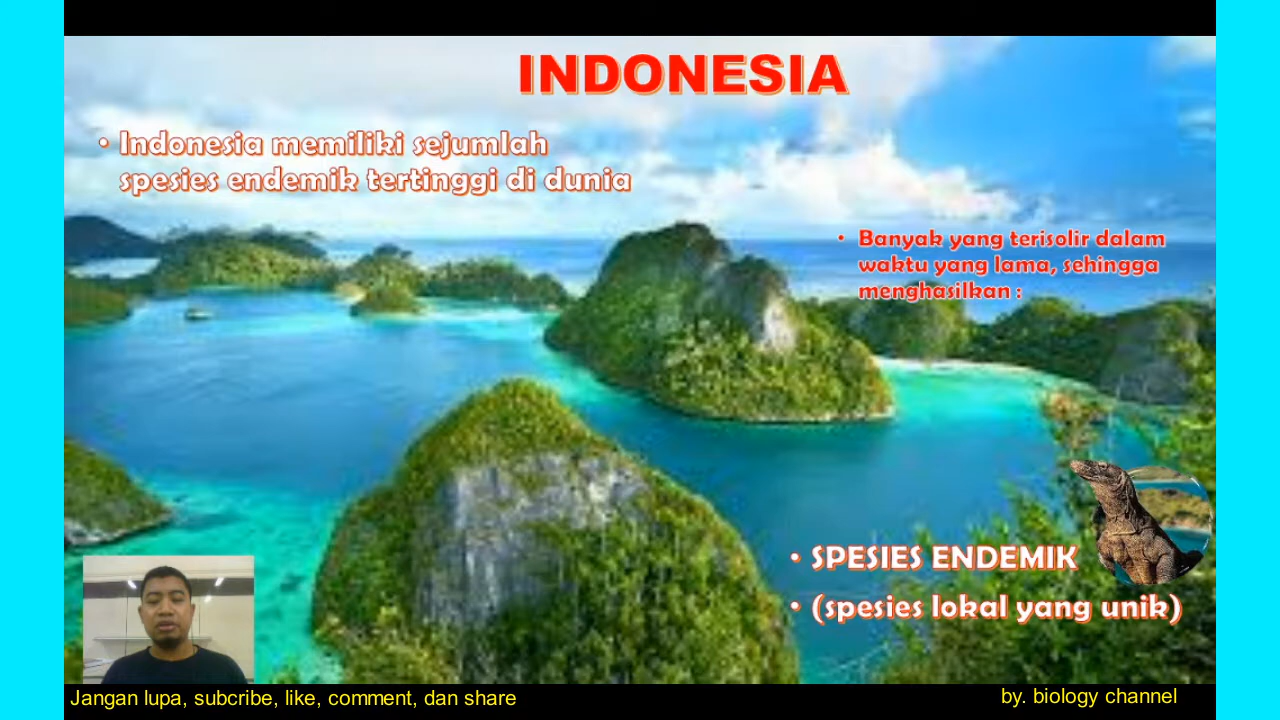 INDONESIA
• Indonesia memiliki sejumlah
spesies endemik tertinggi di dunia
• Banyak yang terisolir dalam
waktu yang lama, sehingga
menghasilkan :
• SPESIES ENDEMIK
• (spesies lokal yang unik)
Jangan lupa, subcribe, like, comment, dan share
by. biology channel